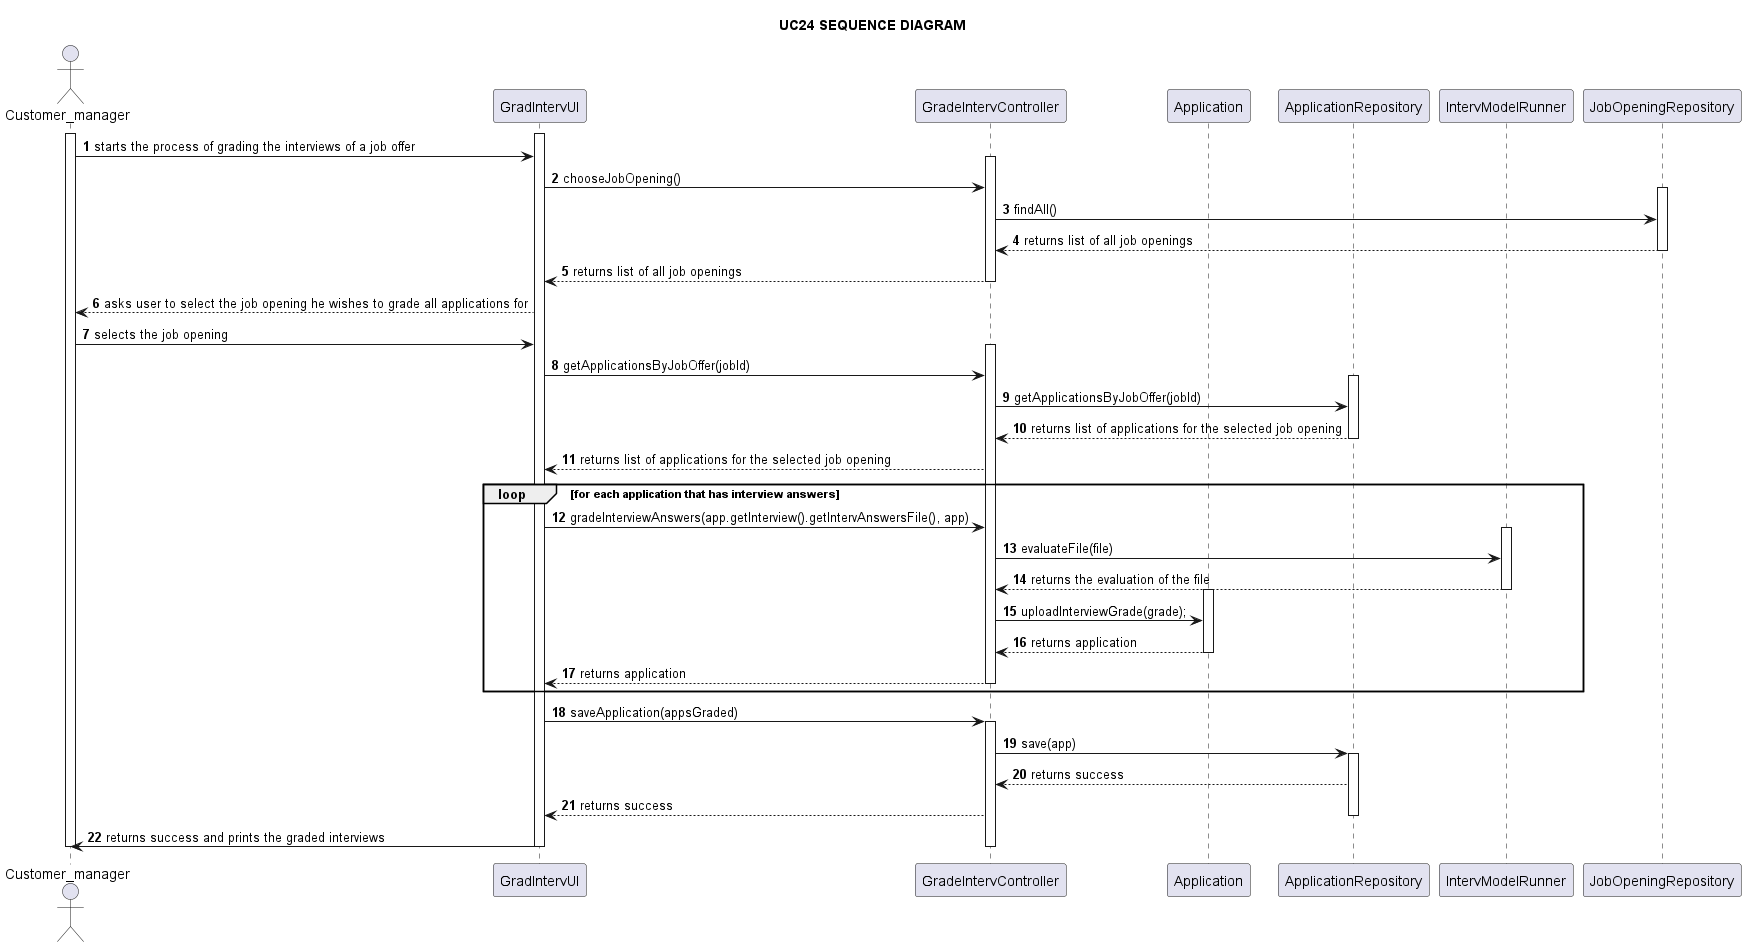 UC24 SEQUENCE DIAGRAM
Customer_manager
GradIntervUI
GradeIntervController
Application
ApplicationRepository
IntervModelRunner
JobOpeningRepository
1 starts the process of grading the interviews of a job offer
2 chooseJobOpening()
3 findAll()
4 returns list of all job openings
5 returns list of all job openings
6 asks user to select the job opening he wishes to grade all applications for
7 selects the job opening
8 getApplicationsByJobOffer(jobId)
9 getApplicationsByJobOffer(jobId)
10 returns list of applications for the selected job opening
11 returns list of applications for the selected job opening
loop [for each application that has interview answers]
12 gradeInterviewAnswers(app.getInterview().getIntervAnswersFile(), app)
13 evaluateFile(file)
14 returns the evaluation of the file
15 uploadInterviewGrade(grade);
16 returns application
17 returns application
18 saveApplication(appsGraded)
19 save(app)
20 returns success
21 returns success
22 returns success and prints the graded interviews
Customer_manager
GradIntervUI
GradeIntervController
Application
ApplicationRepository
IntervModelRunner
JobOpeningRepository